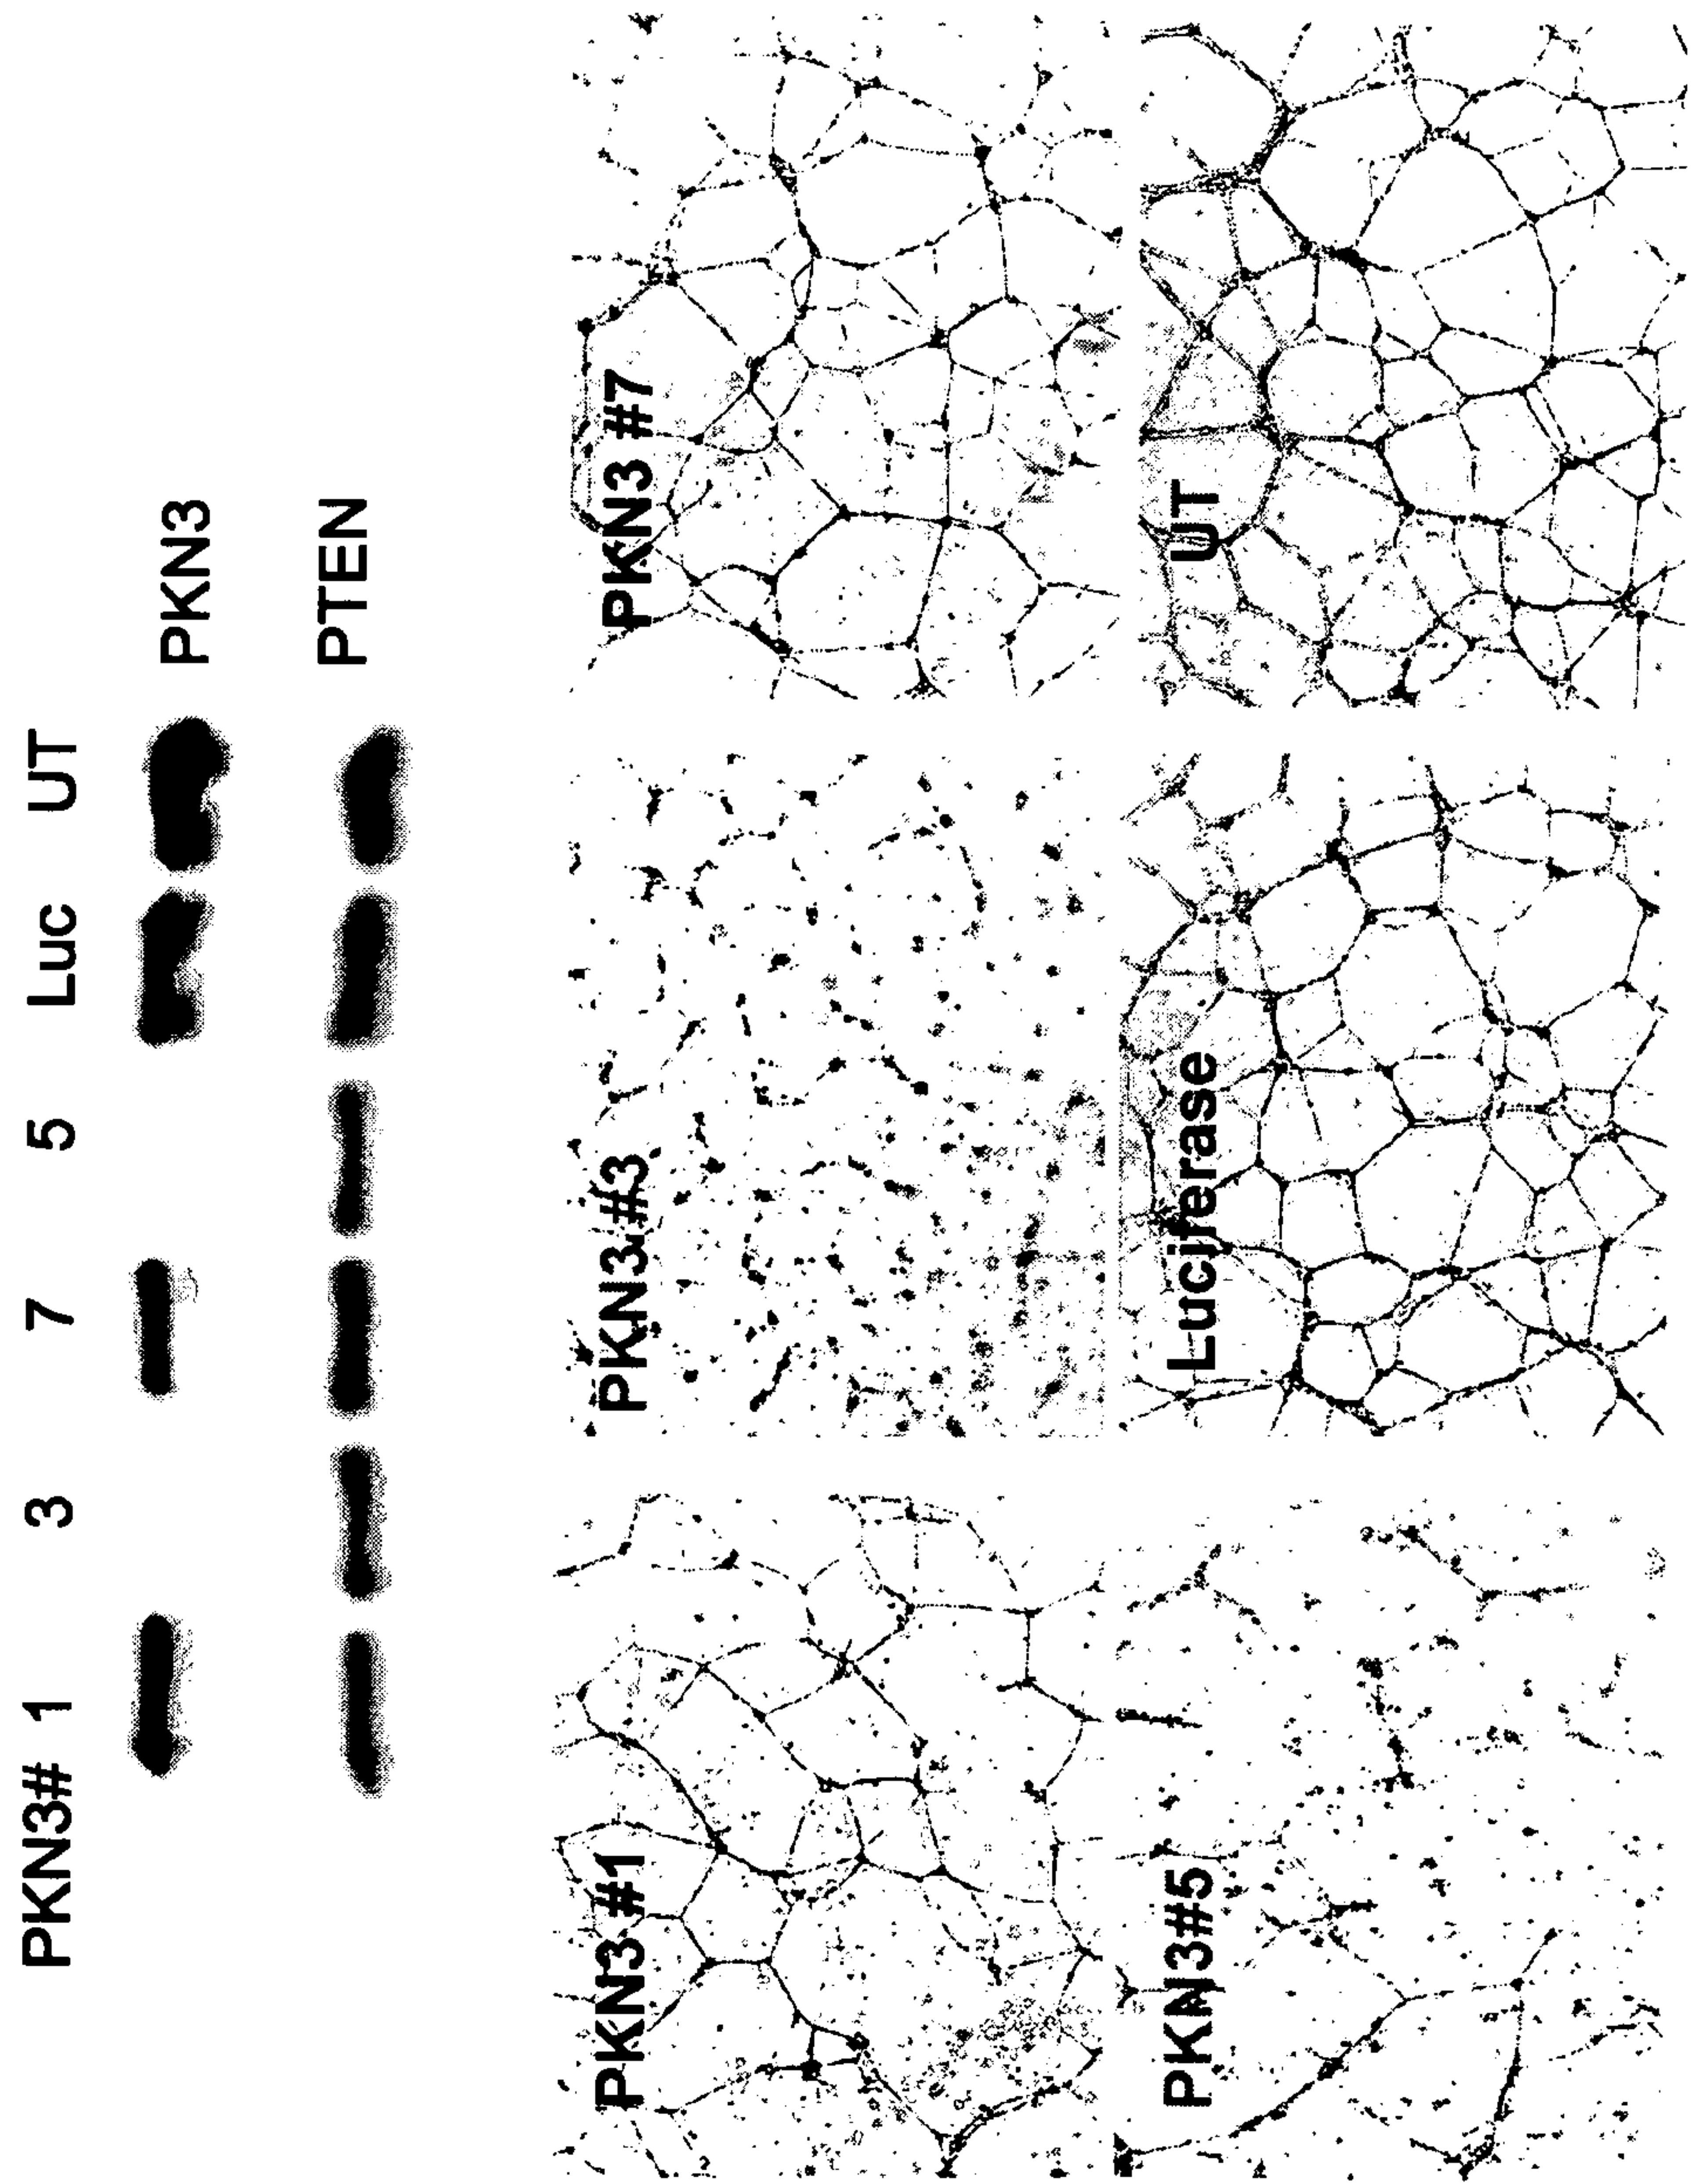 PKN3# 1 3 7 5 Luc UT
PKN3
PTEN
PKN3 #1
PKN3 #3
PKN3 #7
PKN3#5
Luciferase
UT